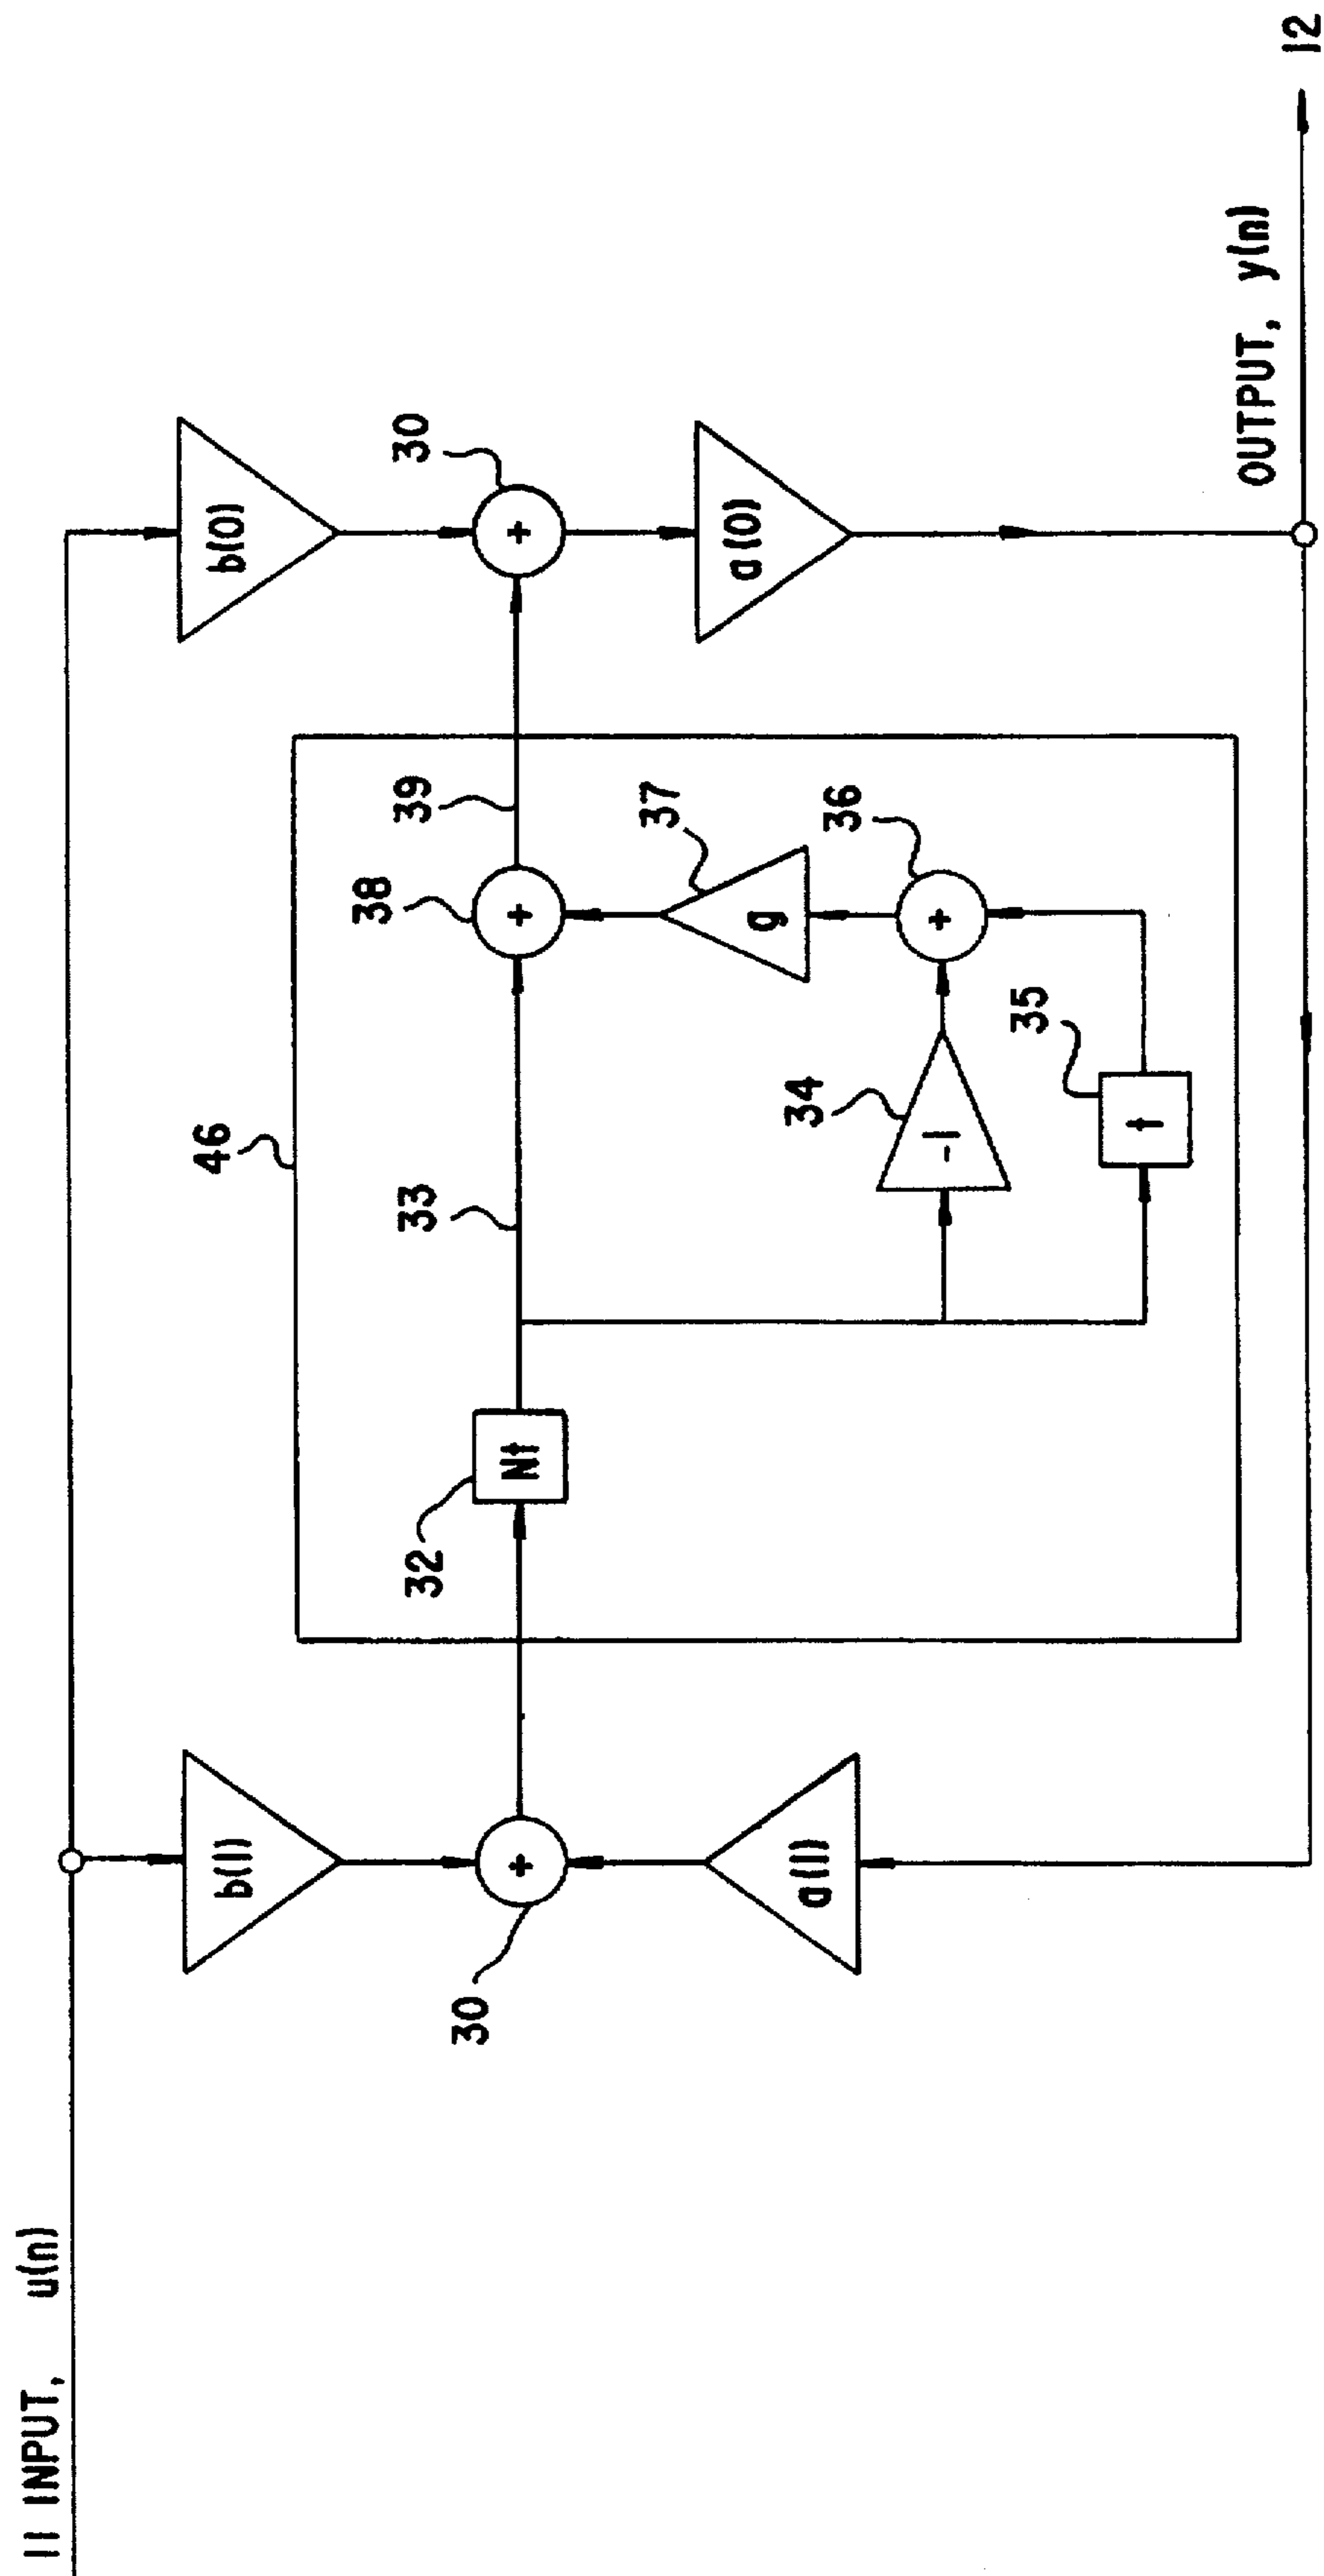 11 INPUT, u(n)
b(1)
b(0)
30
46
32
Nt
33
38
+
39
30
+
+
37
g
34
-1
36
+
35
t
a(1)
a(0)
OUTPUT, y(n)
12